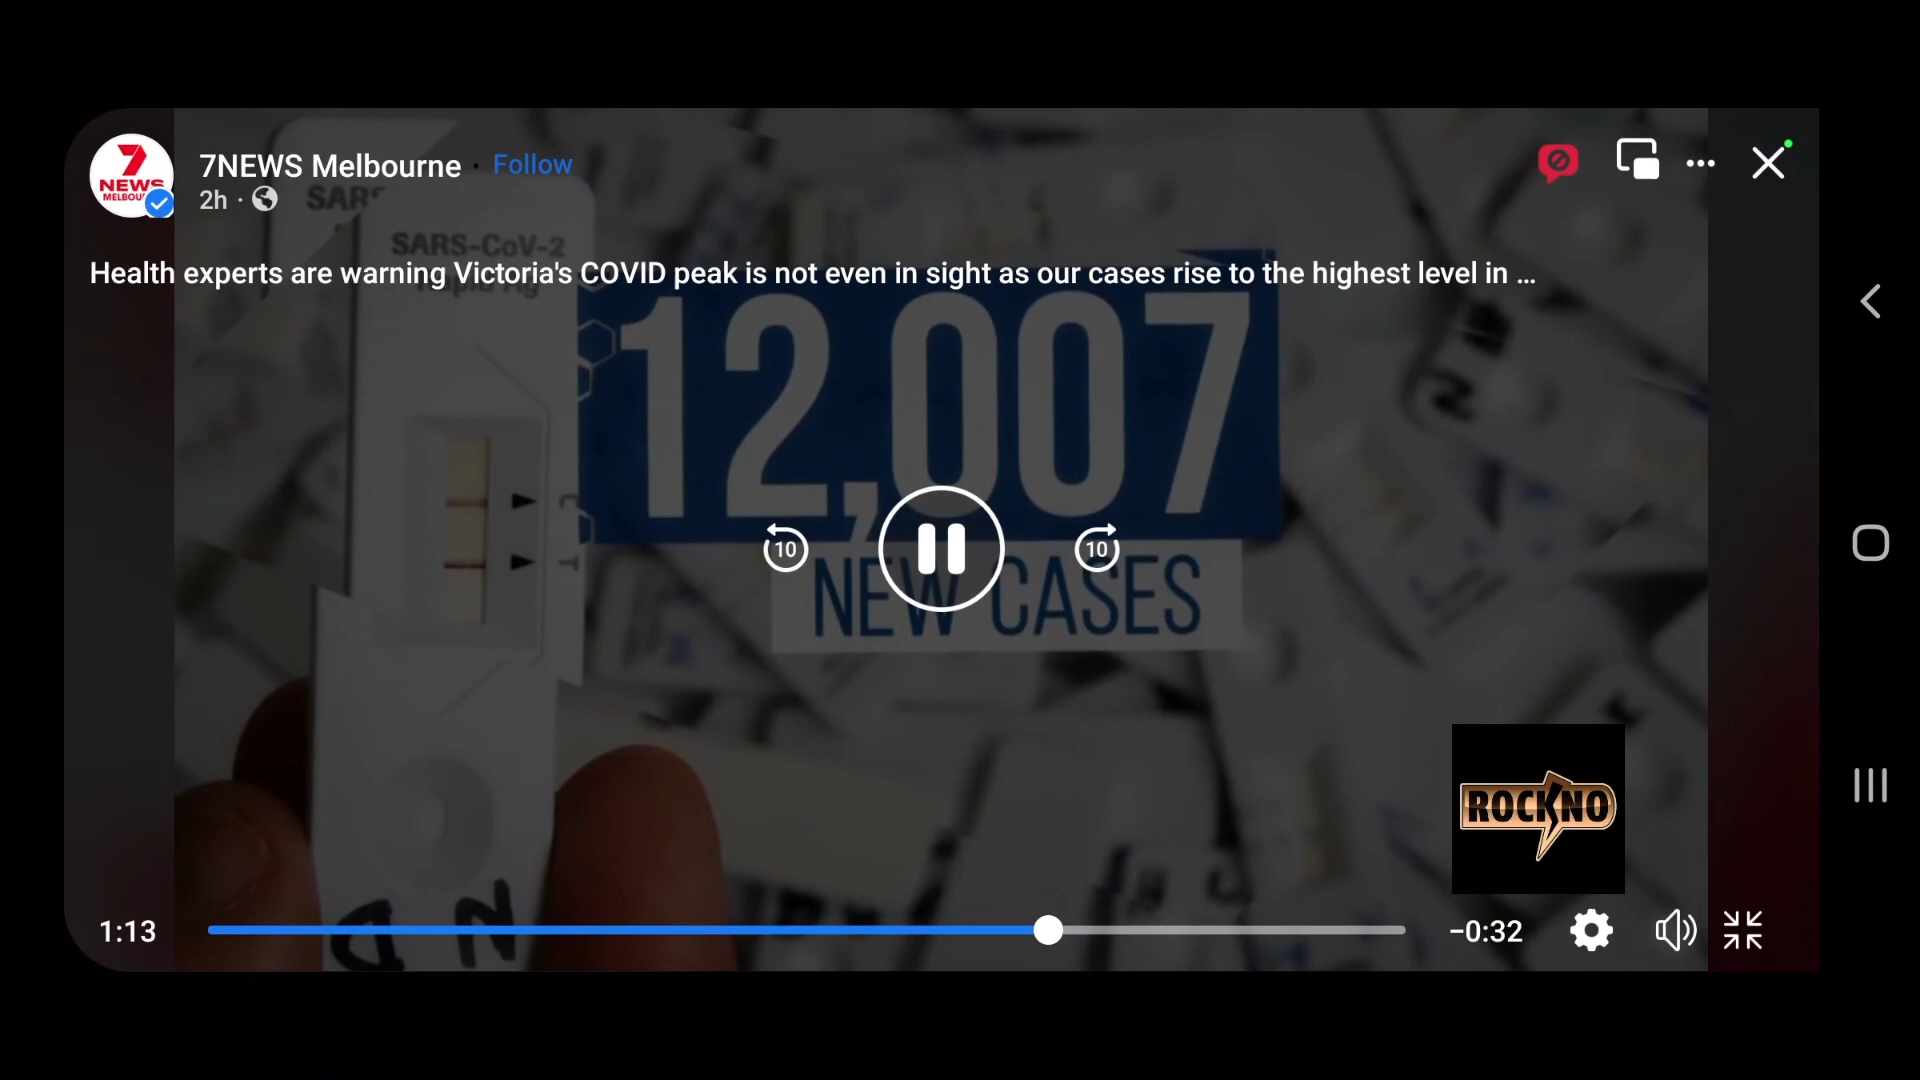 7NEWS Melbourne · Follow
2h ·
7
NEWS
SARS-CoV-2
Health experts are warning Victoria's COVID peak is not even in sight as our cases rise to the highest level in ...
12,007
C
T
10
10
NEW CASES
ROCKNO
1:13
-0:32